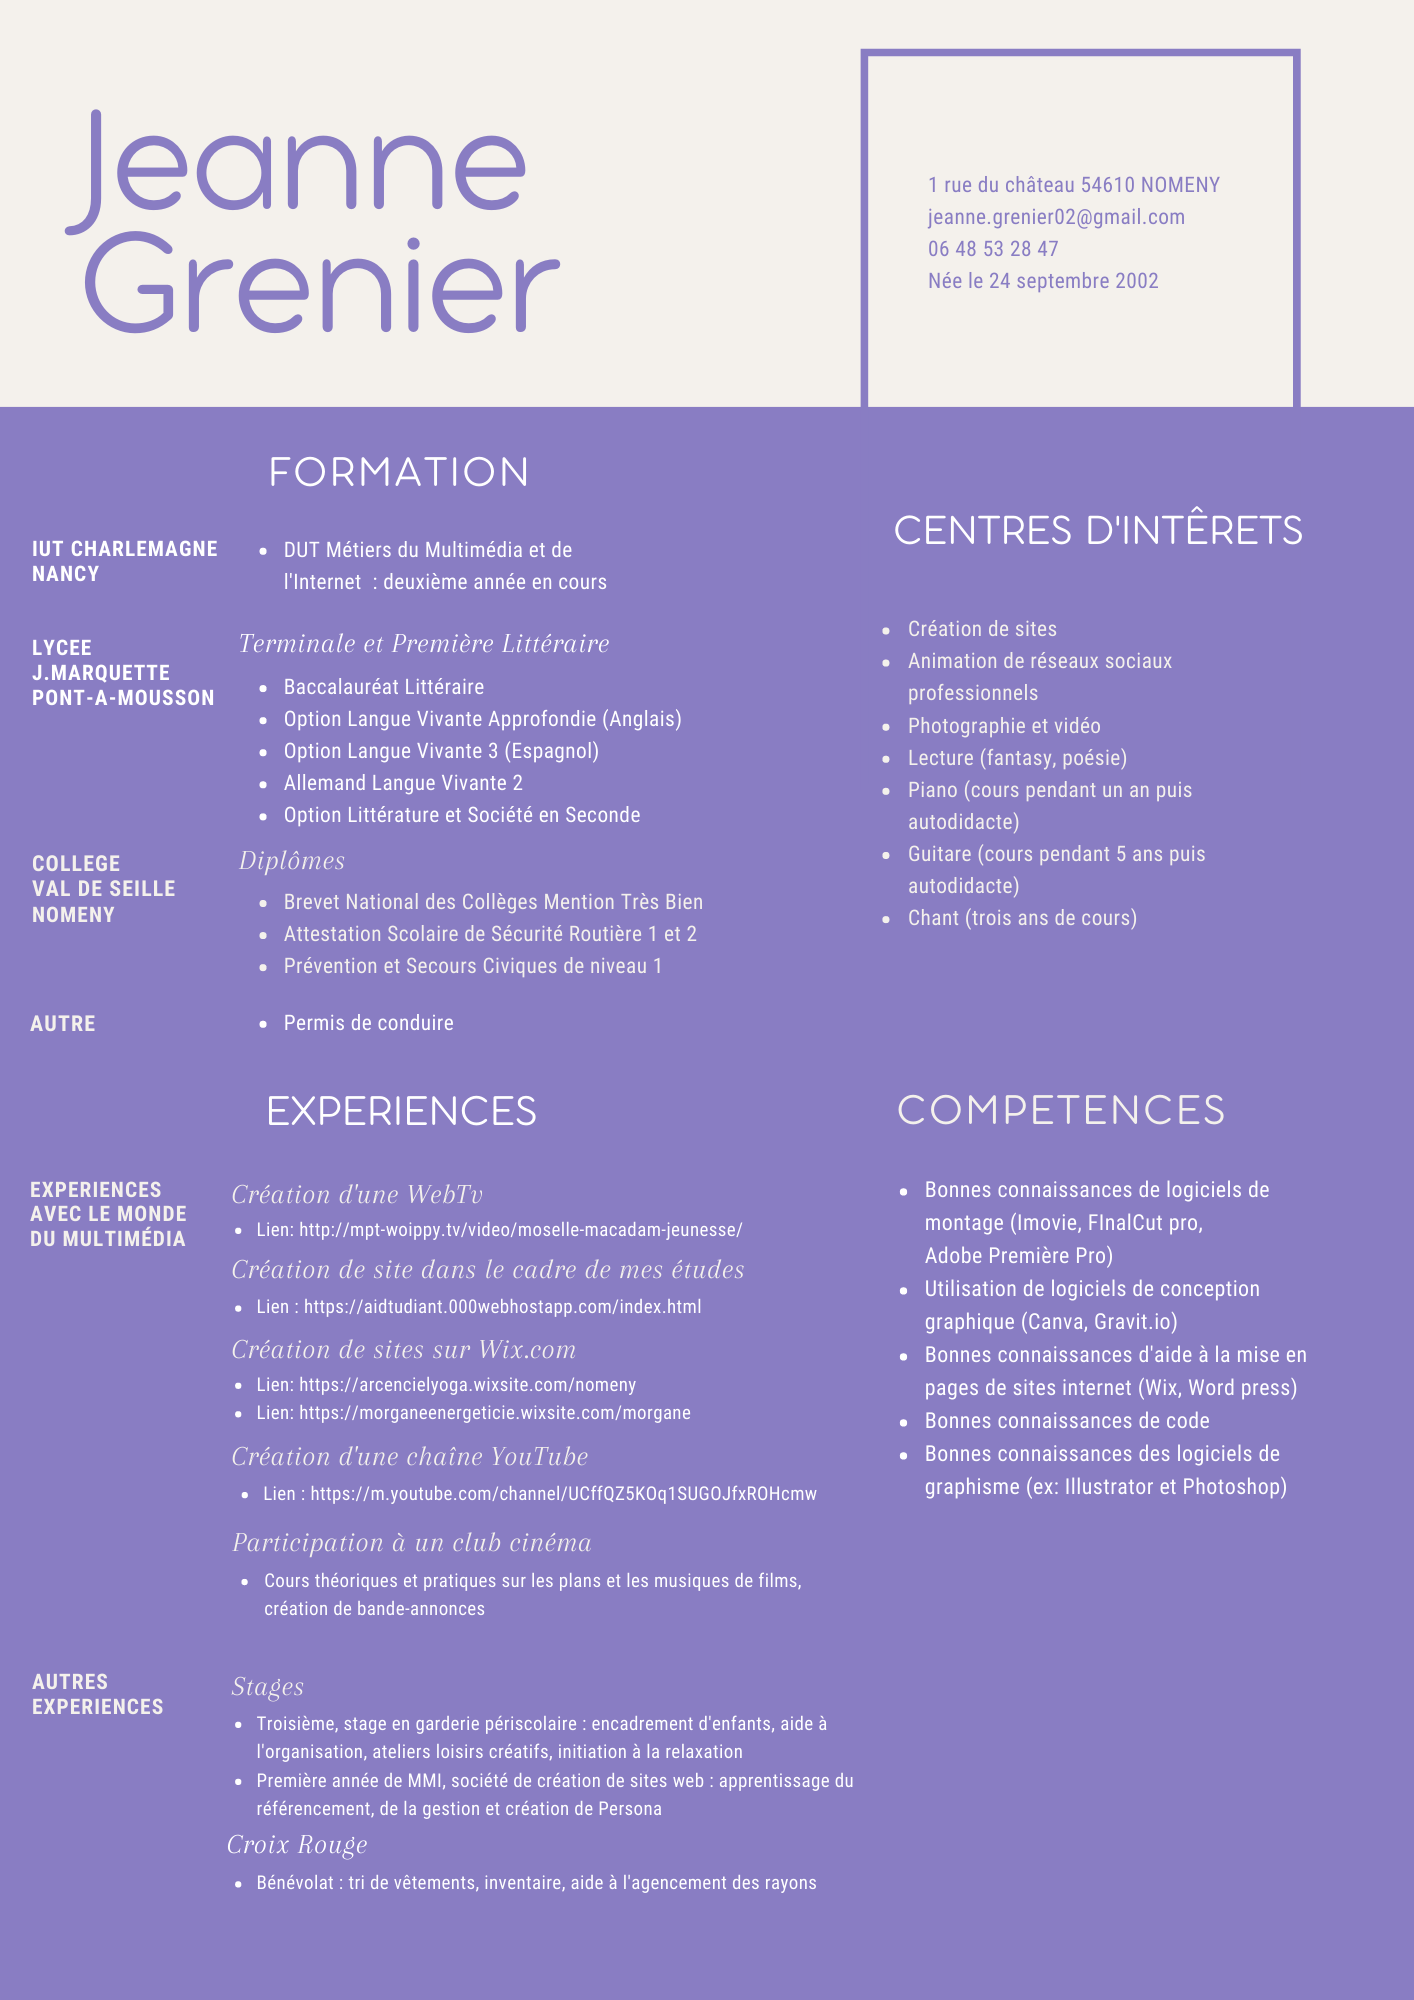 Jeanne
Grenier
1 rue du château 54610 NOMENY
jeanne.grenier02@gmail.com
06 48 53 28 47
Née le 24 septembre 2002
FORMATION
IUT CHARLEMAGNE
NANCY
• DUT Métiers du Multimédia et de
l'Internet : deuxième année en cours
LYCEE
J.MARQUETTE
PONT-A-MOUSSON
Terminale et Première Littéraire
• Baccalauréat Littéraire
• Option Langue Vivante Approfondie (Anglais)
• Option Langue Vivante 3 (Espagnol)
• Allemand Langue Vivante 2
• Option Littérature et Société en Seconde
COLLEGE
VAL DE SEILLE
NOMENY
Diplômes
• Brevet National des Collèges Mention Très Bien
• Attestation Scolaire de Sécurité Routière 1 et 2
• Prévention et Secours Civiques de niveau 1
AUTRE
• Permis de conduire
CENTRES D'INTÊRETS
• Création de sites
• Animation de réseaux sociaux
professionnels
• Photographie et vidéo
• Lecture (fantasy, poésie)
• Piano (cours pendant un an puis
autodidacte)
• Guitare (cours pendant 5 ans puis
autodidacte)
• Chant (trois ans de cours)
EXPERIENCES
EXPERIENCES
AVEC LE MONDE
DU MULTIMÉDIA
Création d'une WebTv
• Lien: http://mpt-woippy.tv/video/moselle-macadam-jeunesse/
Création de site dans le cadre de mes études
• Lien : https://aidtudiant.000webhostapp.com/index.html
Création de sites sur Wix.com
• Lien: https://arcencielyoga.wixsite.com/nomeny
• Lien: https://morganeenergeticie.wixsite.com/morgane
Création d'une chaîne YouTube
• Lien : https://m.youtube.com/channel/UCffQZ5KOq1SUGOJfxROHcmw
Participation à un club cinéma
• Cours théoriques et pratiques sur les plans et les musiques de films,
création de bande-annonces
AUTRES
EXPERIENCES
Stages
• Troisième, stage en garderie périscolaire : encadrement d'enfants, aide à
l'organisation, ateliers loisirs créatifs, initiation à la relaxation
• Première année de MMI, société de création de sites web : apprentissage du
référencement, de la gestion et création de Persona
Croix Rouge
• Bénévolat : tri de vêtements, inventaire, aide à l'agencement des rayons
COMPETENCES
• Bonnes connaissances de logiciels de
montage (Imovie, FInalCut pro,
Adobe Première Pro)
• Utilisation de logiciels de conception
graphique (Canva, Gravit.io)
• Bonnes connaissances d'aide à la mise en
pages de sites internet (Wix, Word press)
• Bonnes connaissances de code
• Bonnes connaissances des logiciels de
graphisme (ex: Illustrator et Photoshop)